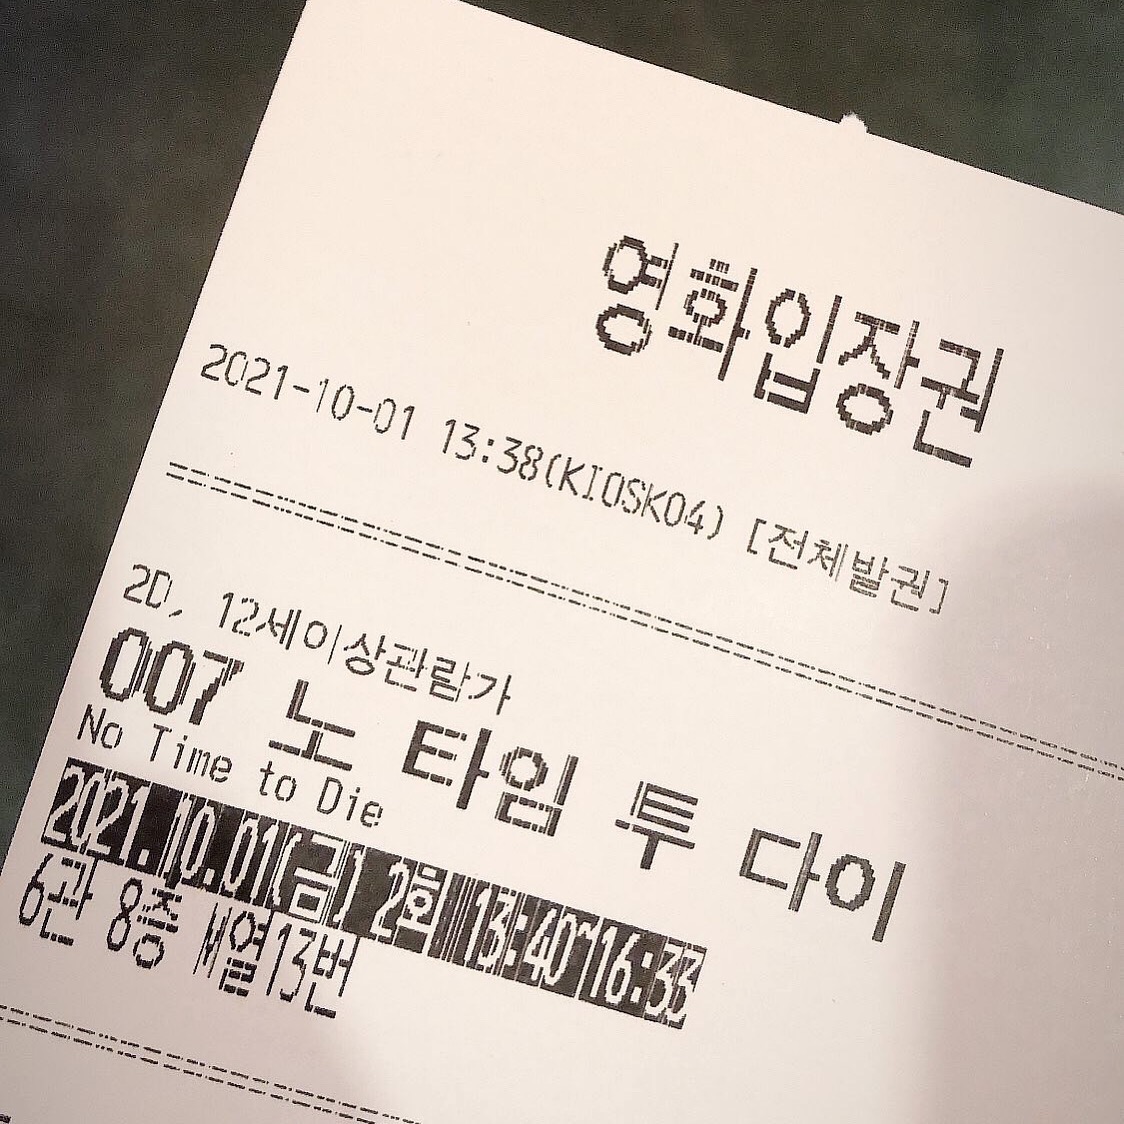 영화입장권
2021-10-01 13:38(KIOSK04) [전체발권]
2D, 12세이상관람가
007 노 타임 투 다이
No Time to Die
2021.10.01(금) 2회 13:40~16:33
6관 8층 M열13번